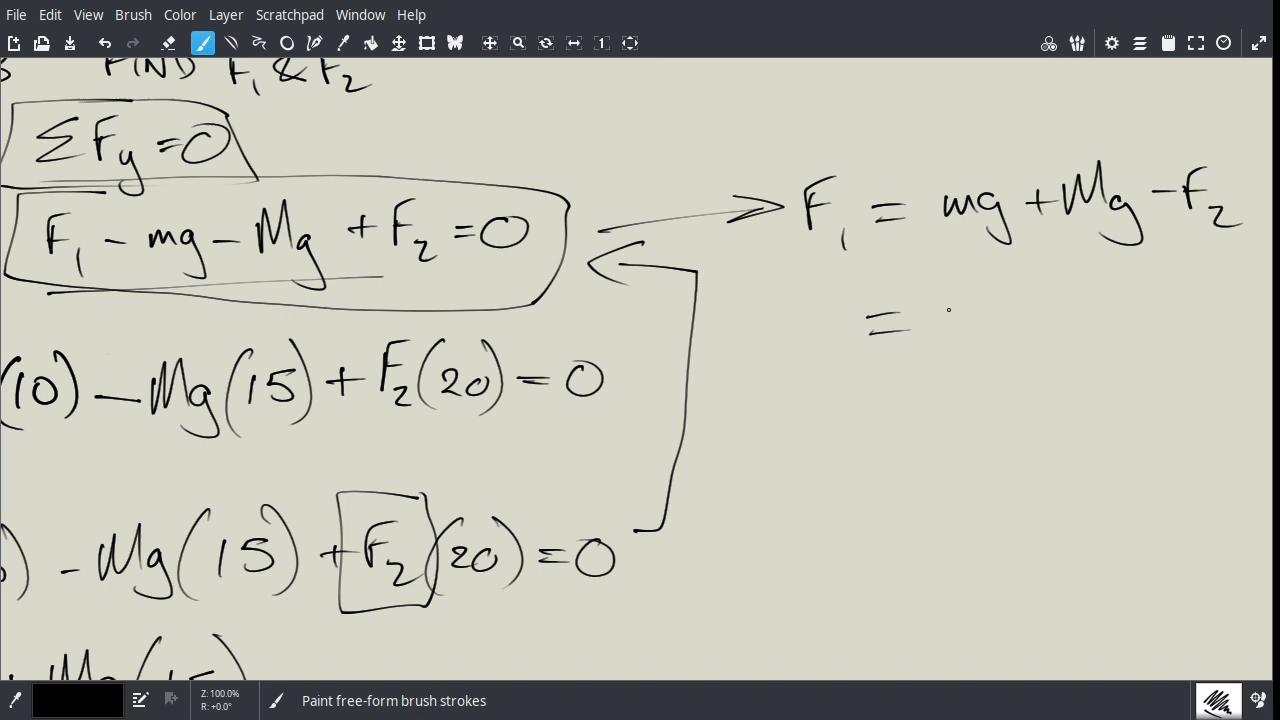 File Edit View Brush Color Layer Scratchpad Window Help
FIND F₁ & F₂
ΣFy = 0
F₁ - mg - Mg + F₂ = 0
F₁ = mg + Mg - F₂
=
(10) - Mg(15) + F₂(20) = 0
) - Mg(15) + F₂(20) = 0
Mg(15)
Z: 100.0%
R: +0.0°
Paint free-form brush strokes